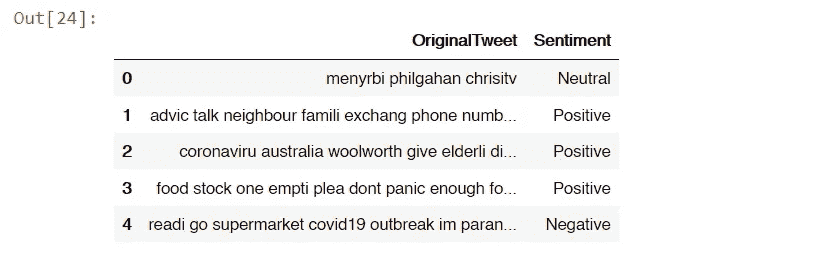 Out[24]:
OriginalTweet Sentiment
0 menyrbi philgahan chrisitv Neutral
1 advic talk neighbour famili exchang phone numb... Positive
2 coronaviru australia woolworth give elderli di... Positive
3 food stock one empti plea dont panic enough fo... Positive
4 readi go supermarket covid19 outbreak im paran... Negative